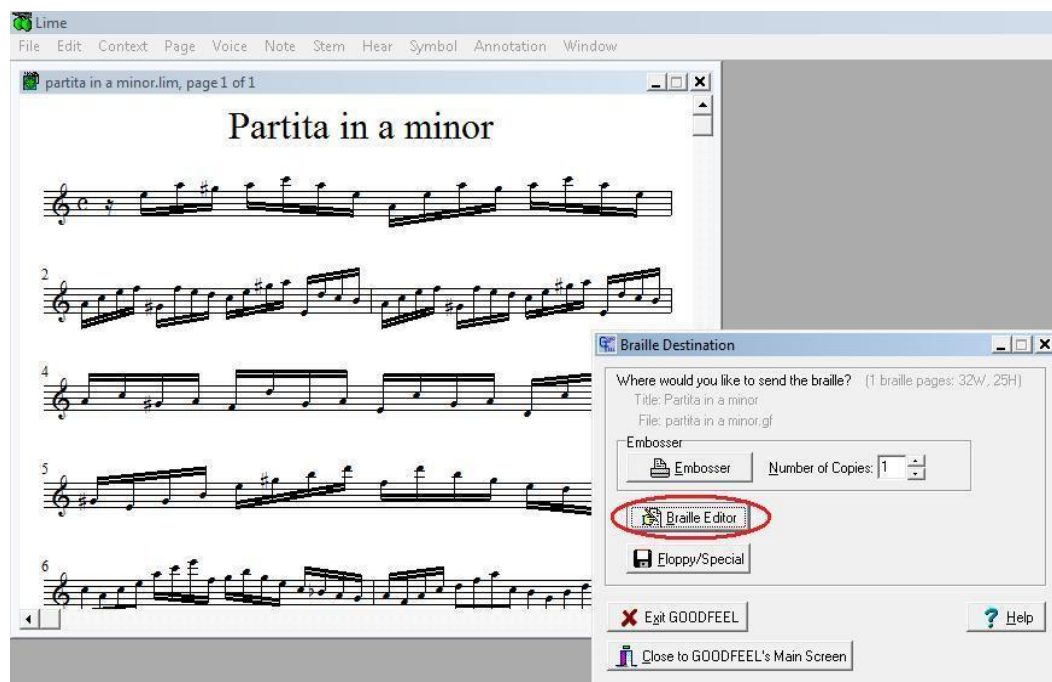 Lime
File Edit Context Page Voice Note Stem Hear Symbol Annotation Window
partita in a minor.lim, page 1 of 1
Partita in a minor
2
4
5
6
Braille Destination
Where would you like to send the braille? (1 braille pages: 32W, 25H)
Title: Partita in a minor
File: partita in a minor.gf
Embosser
Embosser Number of Copies: 1
Braille Editor
Floppy/Special
Exit GOODFEEL Help
Close to GOODFEEL's Main Screen